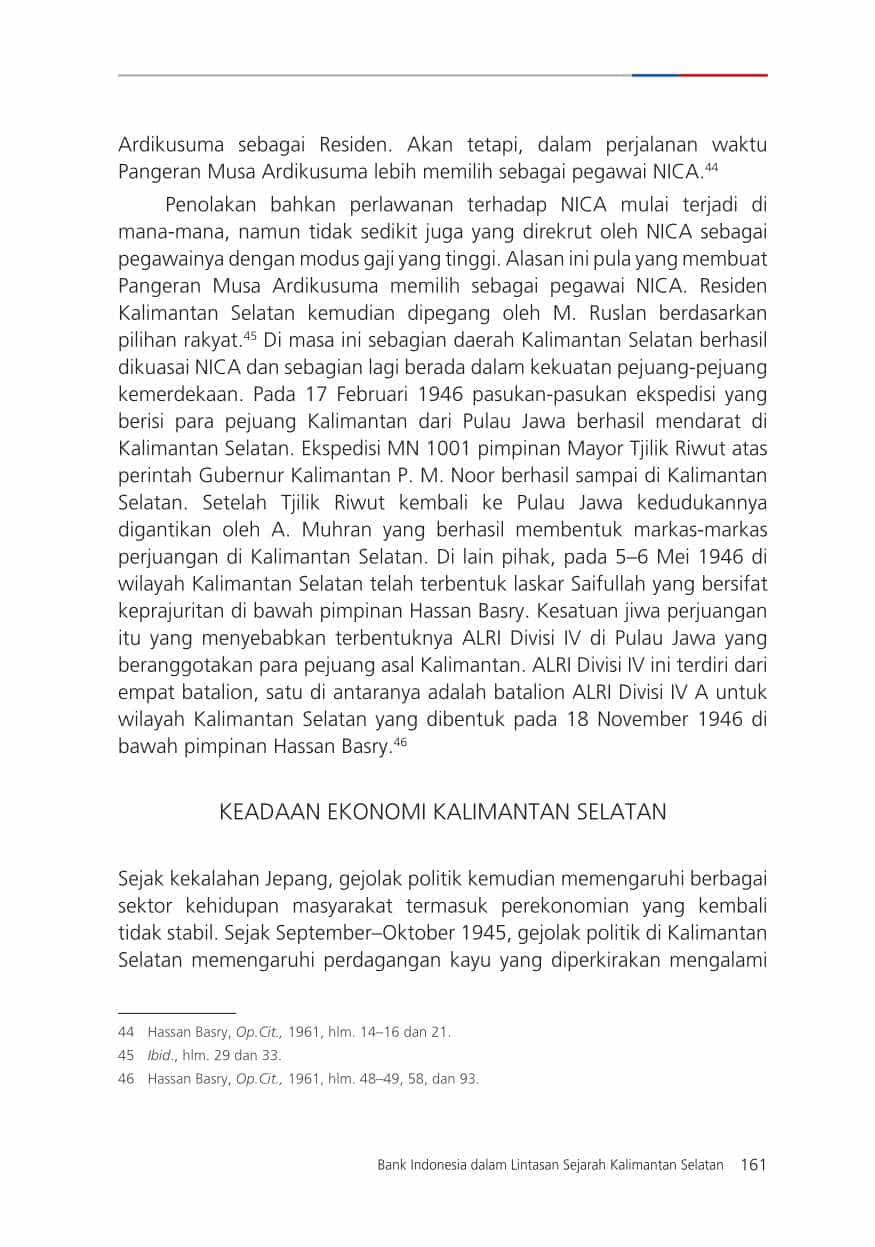 Ardikusuma sebagai Residen. Akan tetapi, dalam perjalanan waktu
Pangeran Musa Ardikusuma lebih memilih sebagai pegawai NICA.44
Penolakan bahkan perlawanan terhadap NICA mulai terjadi di
mana-mana, namun tidak sedikit juga yang direkrut oleh NICA sebagai
pegawainya dengan modus gaji yang tinggi. Alasan ini pula yang membuat
Pangeran Musa Ardikusuma memilih sebagai pegawai NICA. Residen
Kalimantan Selatan kemudian dipegang oleh M. Ruslan berdasarkan
pilihan rakyat.45 Di masa ini sebagian daerah Kalimantan Selatan berhasil
dikuasai NICA dan sebagian lagi berada dalam kekuatan pejuang-pejuang
kemerdekaan. Pada 17 Februari 1946 pasukan-pasukan ekspedisi yang
berisi para pejuang Kalimantan dari Pulau Jawa berhasil mendarat di
Kalimantan Selatan. Ekspedisi MN 1001 pimpinan Mayor Tjilik Riwut atas
perintah Gubernur Kalimantan P. M. Noor berhasil sampai di Kalimantan
Selatan. Setelah Tjilik Riwut kembali ke Pulau Jawa kedudukannya
digantikan oleh A. Muhran yang berhasil membentuk markas-markas
perjuangan di Kalimantan Selatan. Di lain pihak, pada 5–6 Mei 1946 di
wilayah Kalimantan Selatan telah terbentuk laskar Saifullah yang bersifat
keprajuritan di bawah pimpinan Hassan Basry. Kesatuan jiwa perjuangan
itu yang menyebabkan terbentuknya ALRI Divisi IV di Pulau Jawa yang
beranggotakan para pejuang asal Kalimantan. ALRI Divisi IV ini terdiri dari
empat batalion, satu di antaranya adalah batalion ALRI Divisi IV A untuk
wilayah Kalimantan Selatan yang dibentuk pada 18 November 1946 di
bawah pimpinan Hassan Basry.46
KEADAAN EKONOMI KALIMANTAN SELATAN
Sejak kekalahan Jepang, gejolak politik kemudian memengaruhi berbagai
sektor kehidupan masyarakat termasuk perekonomian yang kembali
tidak stabil. Sejak September–Oktober 1945, gejolak politik di Kalimantan
Selatan memengaruhi perdagangan kayu yang diperkirakan mengalami
44 Hassan Basry, Op.Cit., 1961, hlm. 14–16 dan 21.
45 Ibid., hlm. 29 dan 33.
46 Hassan Basry, Op.Cit., 1961, hlm. 48–49, 58, dan 93.
Bank Indonesia dalam Lintasan Sejarah Kalimantan Selatan 161